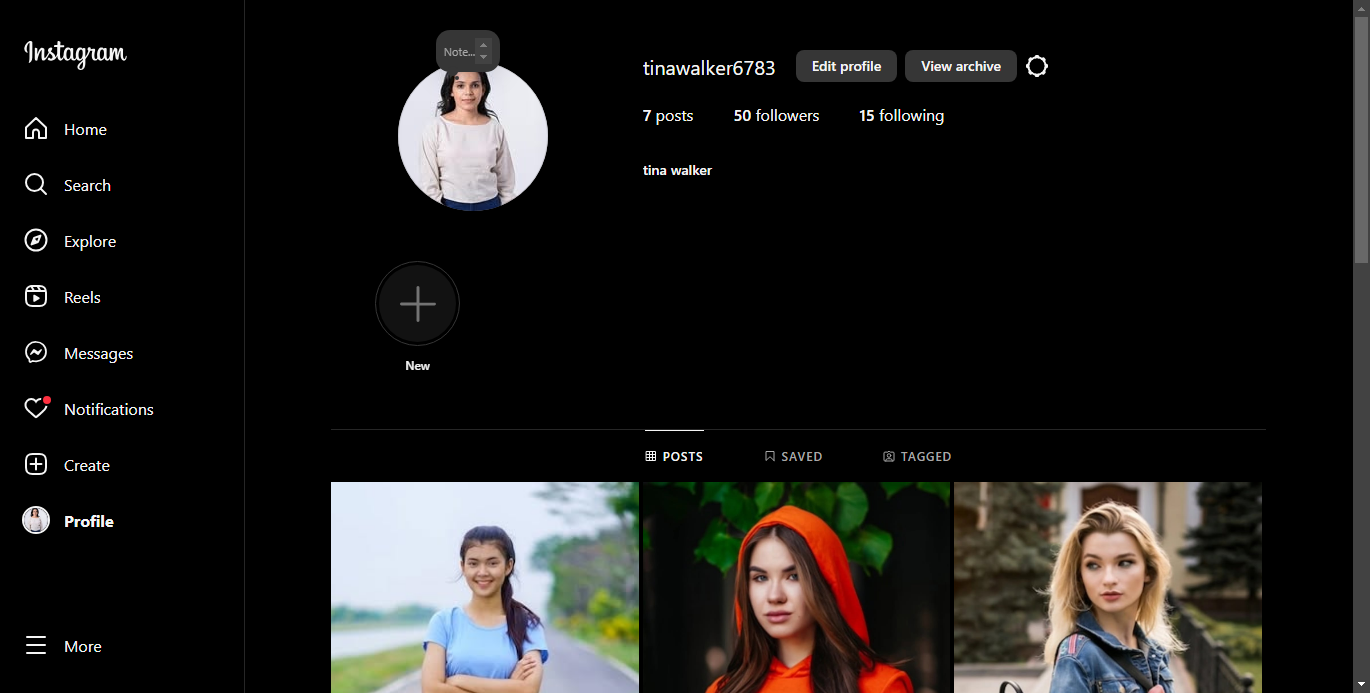 Instagram
Home
Search
Explore
Reels
Messages
Notifications
Create
Profile
More
Note...
tinawalker6783
Edit profile
View archive
7 posts
50 followers
15 following
tina walker
New
POSTS
SAVED
TAGGED